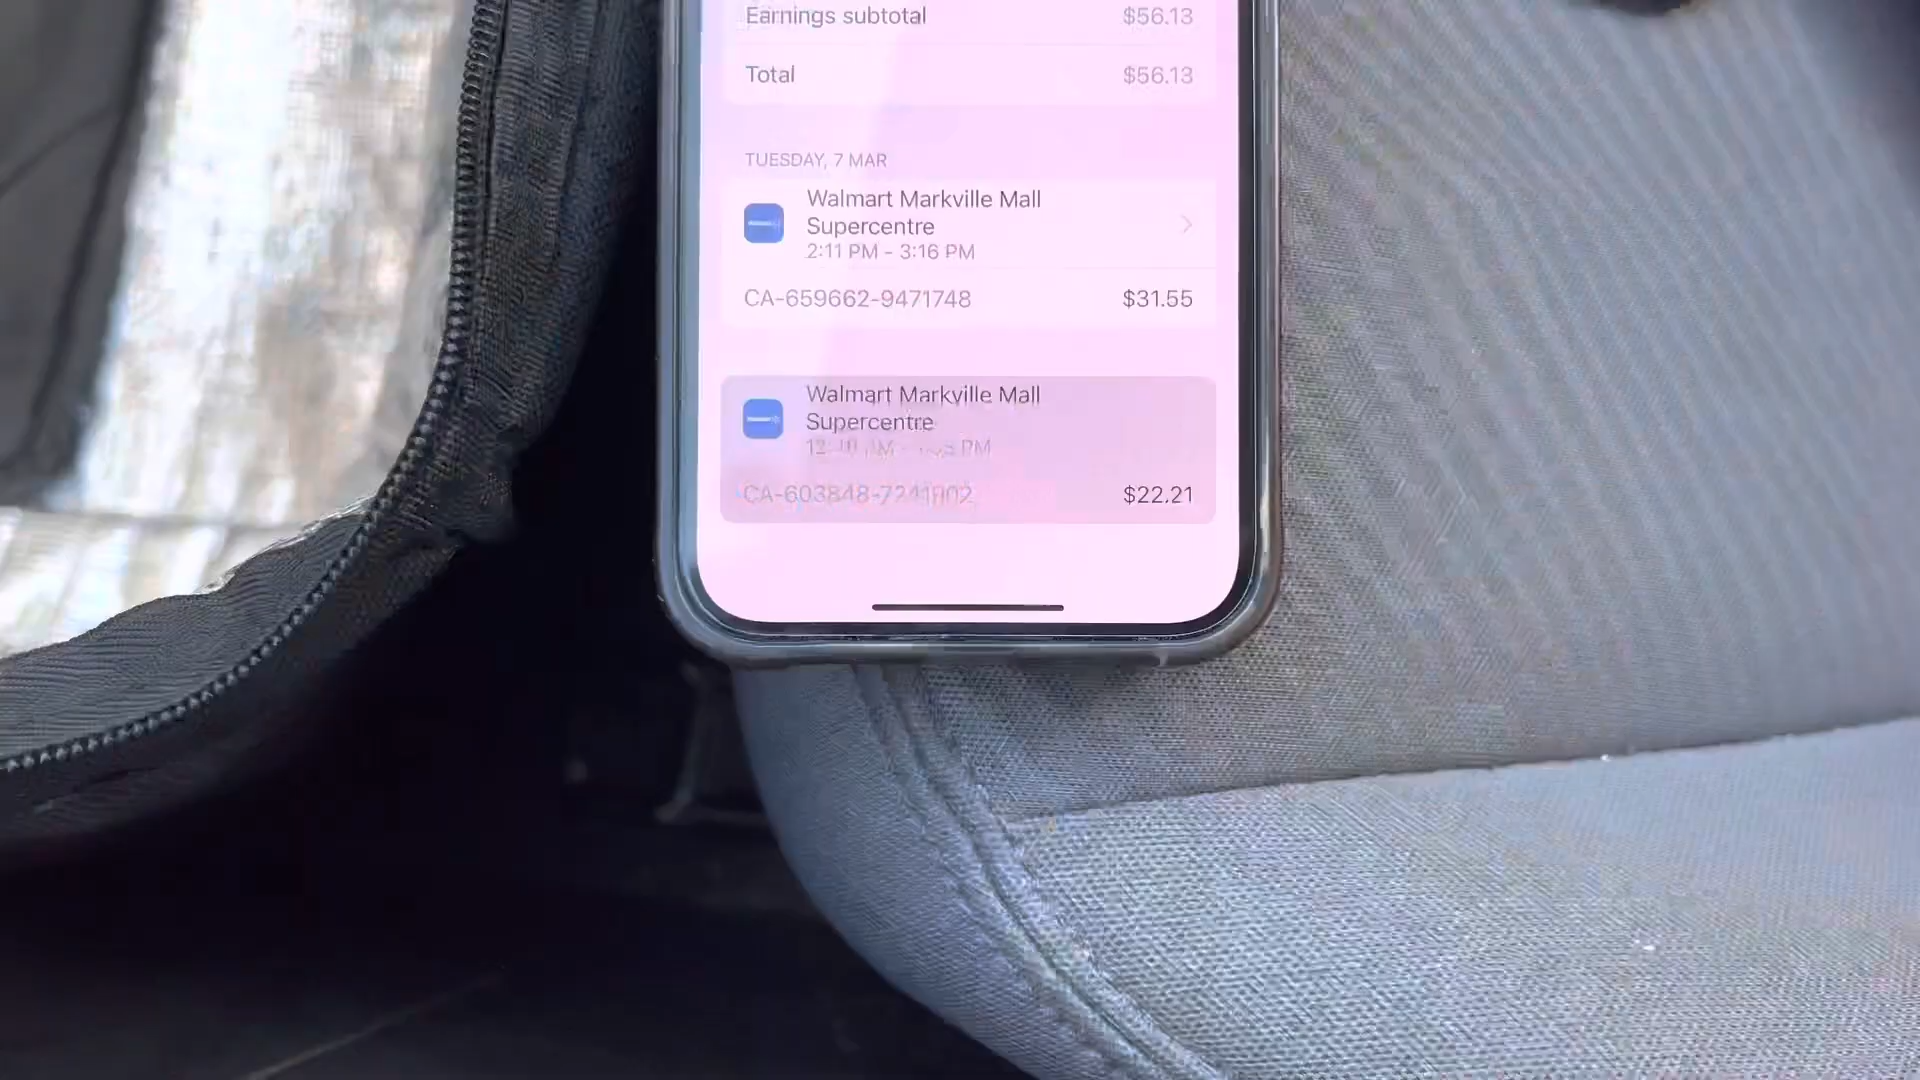 Earnings subtotal $56.13
Total $56.13
TUESDAY, 7 MAR
Walmart Markville Mall
Supercentre
2:11 PM - 3:16 PM
CA-659662-9471748 $31.55
Walmart Markville Mall
Supercentre
PM
$22.21